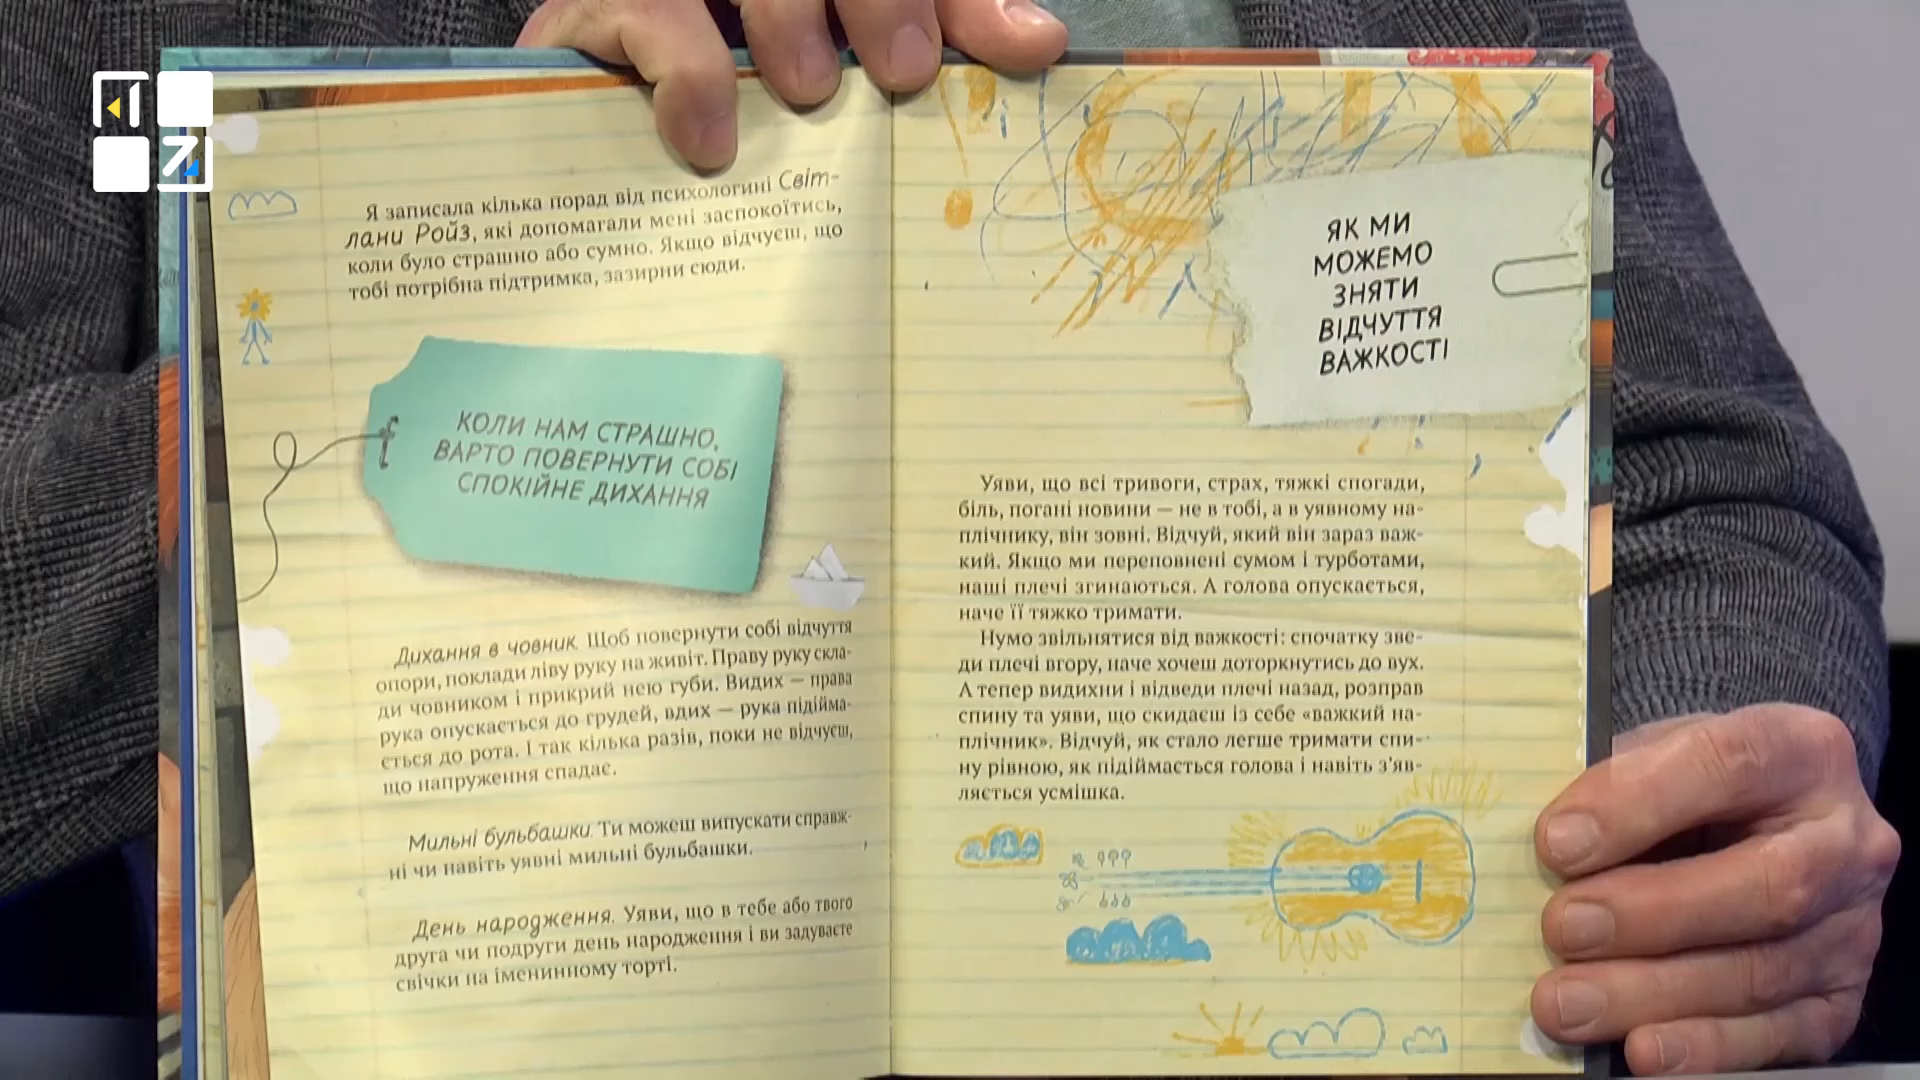 Я записала кілька порад від психологині Світ-
лани Ройз, які допомагали мені заспокоїтись,
коли було страшно або сумно. Якщо відчуєш, що
тобі потрібна підтримка, зазирни сюди.
КОЛИ НАМ СТРАШНО,
ВАРТО ПОВЕРНУТИ СОБІ
СПОКІЙНЕ ДИХАННЯ
Дихання в човник. Щоб повернути собі відчуття
опори, поклади ліву руку на живіт. Праву руку скла-
ди човником і прикрий нею губи. Видих — права
рука опускається до грудей, вдих — рука підійма-
ється до рота. І так кілька разів, поки не відчуєш,
що напруження спадає.
Мильні бульбашки. Ти можеш випускати справж-
ні чи навіть уявні мильні бульбашки.
День народження. Уяви, що в тебе або твого
друга чи подруги день народження і ви задуваєте
свічки на іменинному торті.
ЯК МИ
МОЖЕМО
ЗНЯТИ
ВІДЧУТТЯ
ВАЖКОСТІ
Уяви, що всі тривоги, страх, тяжкі спогади,
біль, погані новини — не в тобі, а в уявному на-
плічнику, він зовні. Відчуй, який він зараз важ-
кий. Якщо ми переповнені сумом і турботами,
наші плечі згинаються. А голова опускається,
наче її тяжко тримати.
Нумо звільнятися від важкості: спочатку зве-
ди плечі вгору, наче хочеш доторкнутись до вух.
А тепер видихни і відведи плечі назад, розправ
спину та уяви, що скидаєш із себе «важкий на-
плічник». Відчуй, як стало легше тримати спи-
ну рівною, як підіймається голова і навіть з’яв-
ляється усмішка.